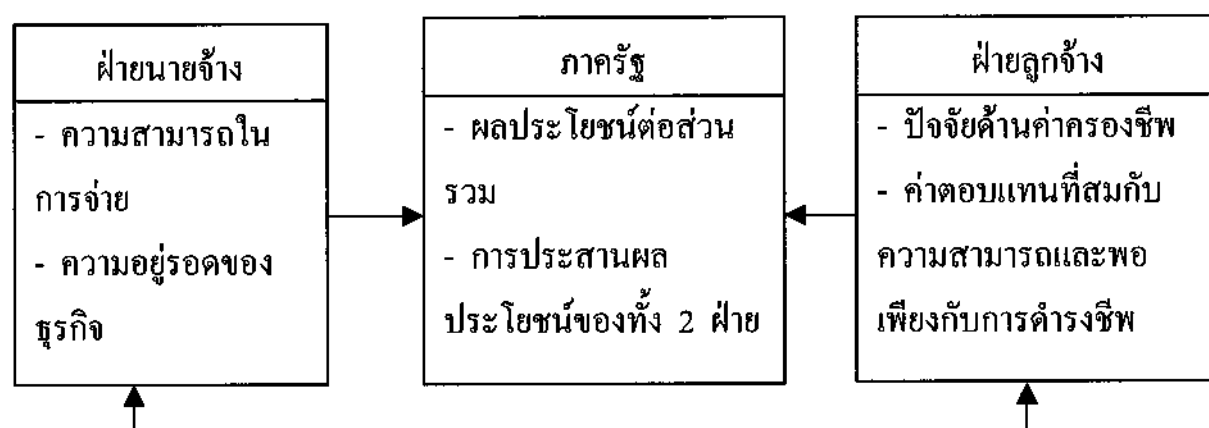 ฝ่ายนายจ้าง
- ความสามารถใน
การจ่าย
- ความอยู่รอดของ
ธุรกิจ
ภาครัฐ
- ผลประโยชน์ต่อส่วน
รวม
- การประสานผล
ประโยชน์ของทั้ง 2 ฝ่าย
ฝ่ายลูกจ้าง
- ปัจจัยด้านค่าครองชีพ
- ค่าตอบแทนที่สมกับ
ความสามารถและพอ
เพียงกับการดำรงชีพ